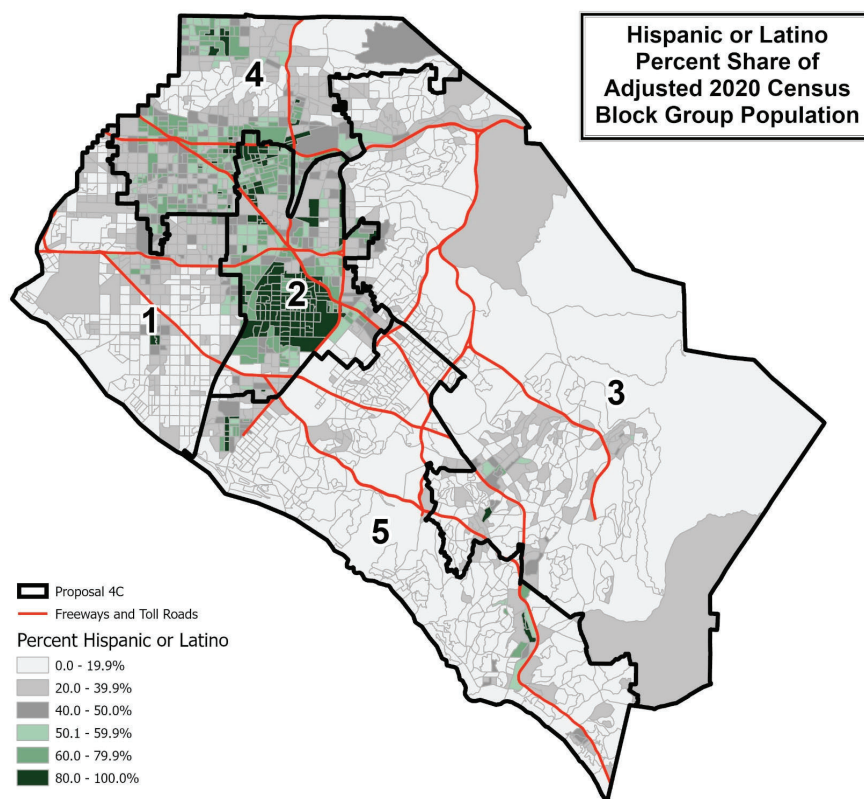 Hispanic or Latino
Percent Share of
Adjusted 2020 Census
Block Group Population
4
2
1
3
5
Proposal 4C
Freeways and Toll Roads
Percent Hispanic or Latino
0.0 - 19.9%
20.0 - 39.9%
40.0 - 50.0%
50.1 - 59.9%
60.0 - 79.9%
80.0 - 100.0%